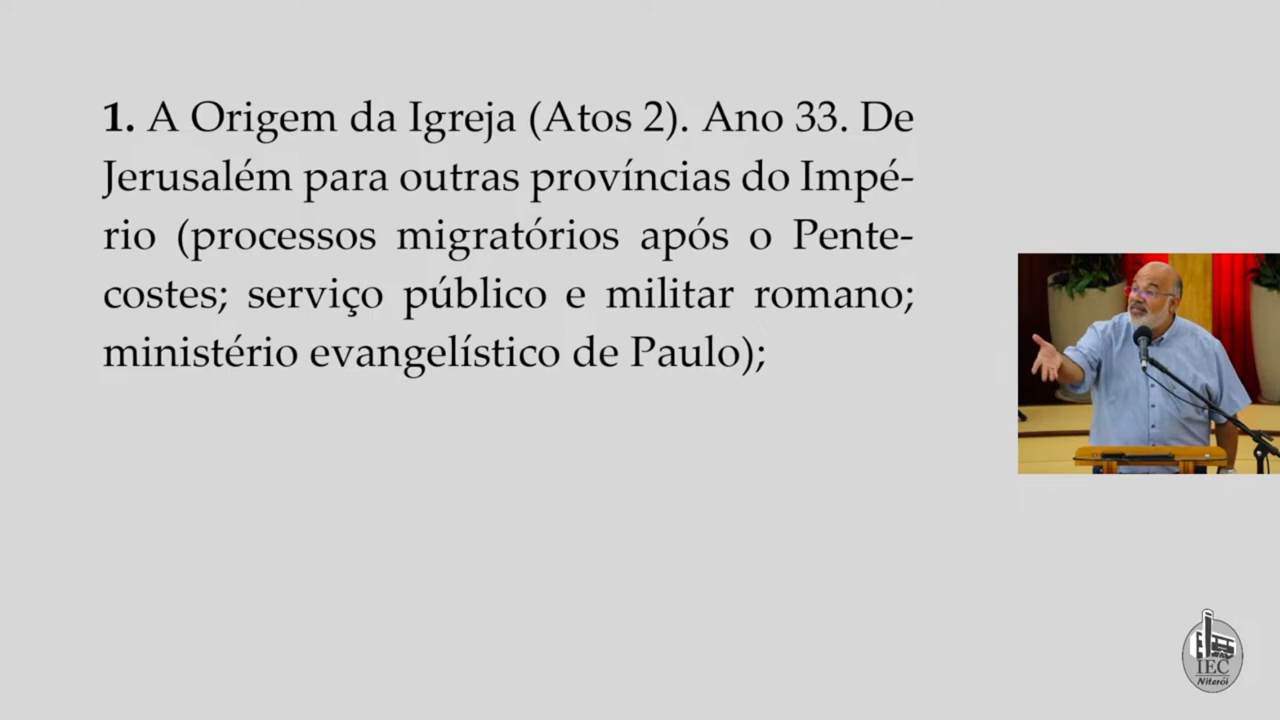 1. A Origem da Igreja (Atos 2). Ano 33. De
Jerusalém para outras províncias do Impé-
rio (processos migratórios após o Pente-
costes; serviço público e militar romano;
ministério evangelístico de Paulo);
IEC
Niterói